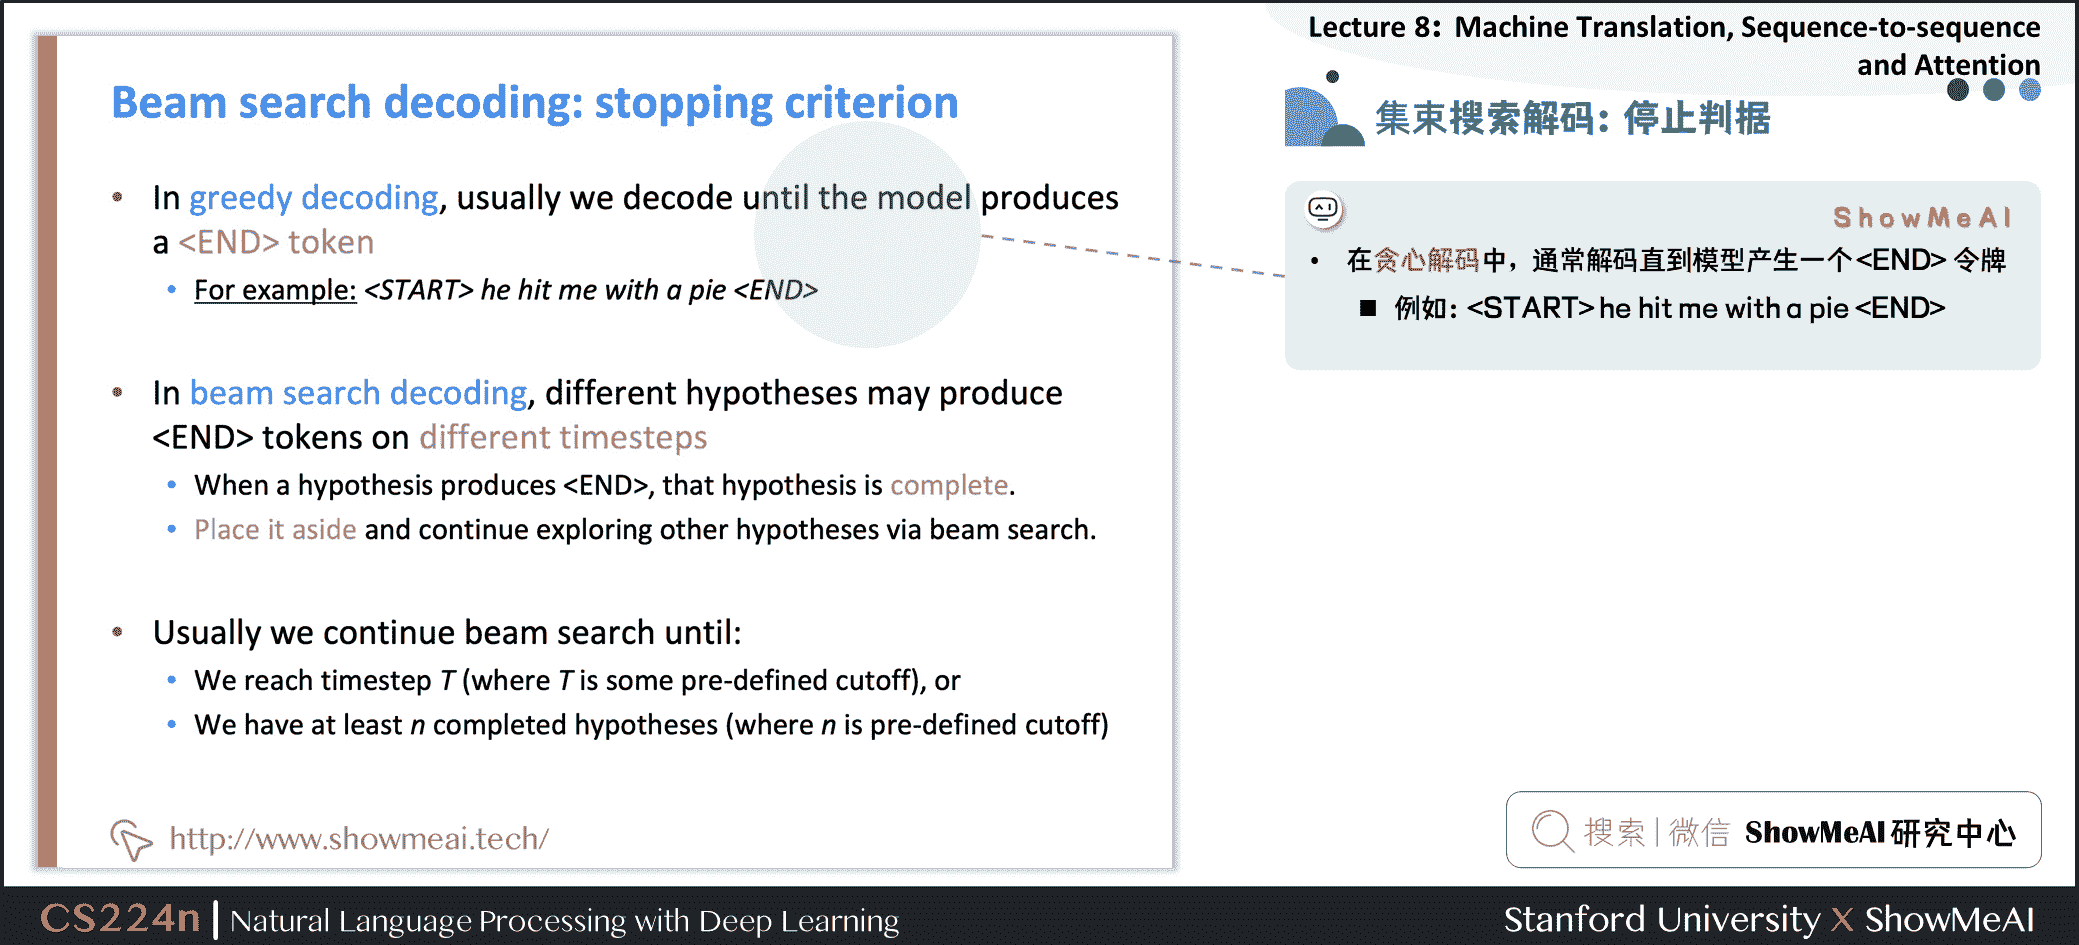 Lecture 8: Machine Translation, Sequence-to-sequence
and Attention
Beam search decoding: stopping criterion
• In greedy decoding, usually we decode until the model produces
a <END> token
• For example: <START> he hit me with a pie <END>
• In beam search decoding, different hypotheses may produce
<END> tokens on different timesteps
• When a hypothesis produces <END>, that hypothesis is complete.
• Place it aside and continue exploring other hypotheses via beam search.
• Usually we continue beam search until:
• We reach timestep T (where T is some pre-defined cutoff), or
• We have at least n completed hypotheses (where n is pre-defined cutoff)
http://www.showmeai.tech/
集束搜索解码：停止判据
ShowMeAI
• 在贪心解码中，通常解码直到模型产生一个<END> 令牌
■ 例如：<START> he hit me with a pie <END>
搜索 | 微信 ShowMeAI 研究中心
CS224n | Natural Language Processing with Deep Learning
Stanford University X ShowMeAI